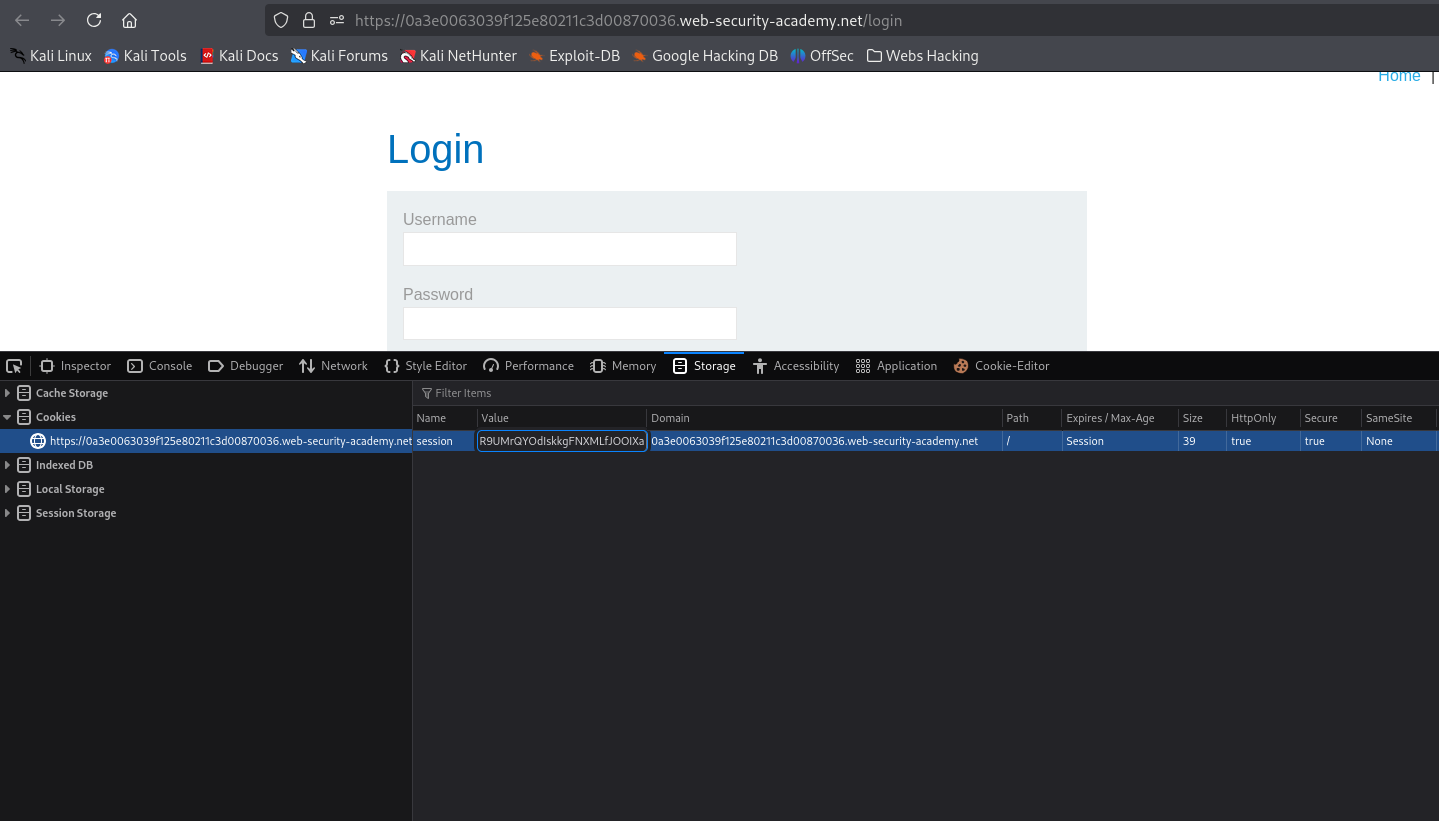 https://0a3e0063039f125e80211c3d00870036.web-security-academy.net/login
Kali Linux Kali Tools Kali Docs Kali Forums Kali NetHunter Exploit-DB Google Hacking DB OffSec Webs Hacking
Home |
Login
Username
Password
Inspector Console Debugger Network Style Editor Performance Memory Storage Accessibility Application Cookie-Editor
Cache Storage
Filter Items
Cookies
Name Value Domain Path Expires / Max-Age Size HttpOnly Secure SameSite
https://0a3e0063039f125e80211c3d00870036.web-security-academy.net
session R9UMrQYOdIskkgFNXMLfJOOIXa 0a3e0063039f125e80211c3d00870036.web-security-academy.net / Session 39 true true None
Indexed DB
Local Storage
Session Storage